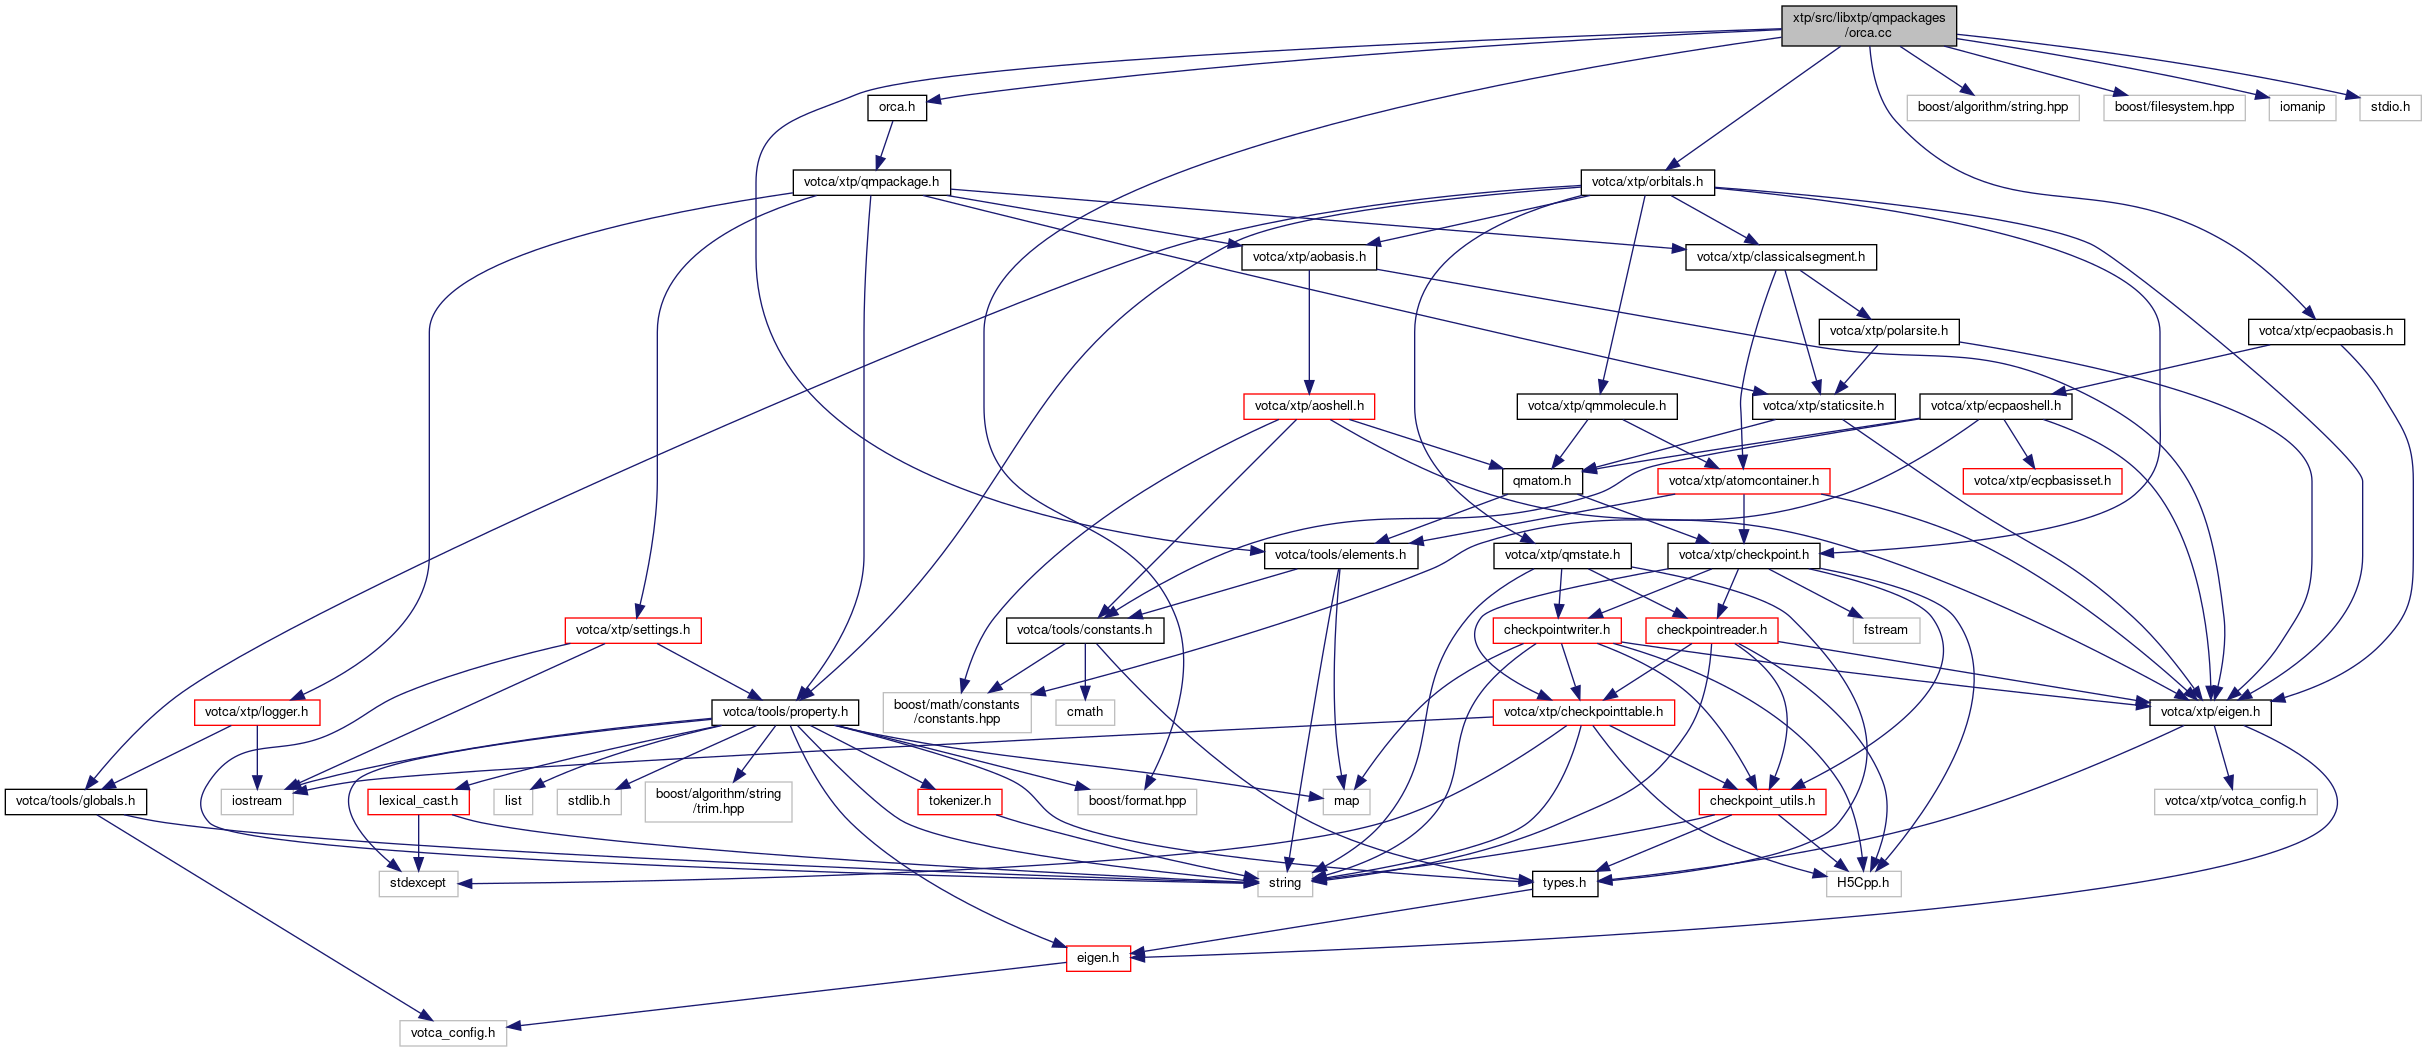 xtp/src/libxtp/qmpackages
/orca.cc
orca.h
boost/algorithm/string.hpp
boost/filesystem.hpp
iomanip
stdio.h
votca/xtp/qmpackage.h
votca/xtp/orbitals.h
votca/xtp/aobasis.h
votca/xtp/classicalsegment.h
votca/xtp/polarsite.h
votca/xtp/ecpaobasis.h
votca/xtp/aoshell.h
votca/xtp/qmmolecule.h
votca/xtp/staticsite.h
votca/xtp/ecpaoshell.h
qmatom.h
votca/xtp/atomcontainer.h
votca/xtp/ecpbasisset.h
votca/tools/elements.h
votca/xtp/qmstate.h
votca/xtp/checkpoint.h
votca/xtp/settings.h
votca/tools/constants.h
checkpointwriter.h
checkpointreader.h
fstream
votca/xtp/logger.h
votca/tools/property.h
boost/math/constants
/constants.hpp
cmath
votca/xtp/checkpointtable.h
votca/xtp/eigen.h
votca/tools/globals.h
iostream
lexical_cast.h
list
stdlib.h
boost/algorithm/string
/trim.hpp
tokenizer.h
boost/format.hpp
map
checkpoint_utils.h
votca/xtp/votca_config.h
stdexcept
string
types.h
H5Cpp.h
eigen.h
votca_config.h